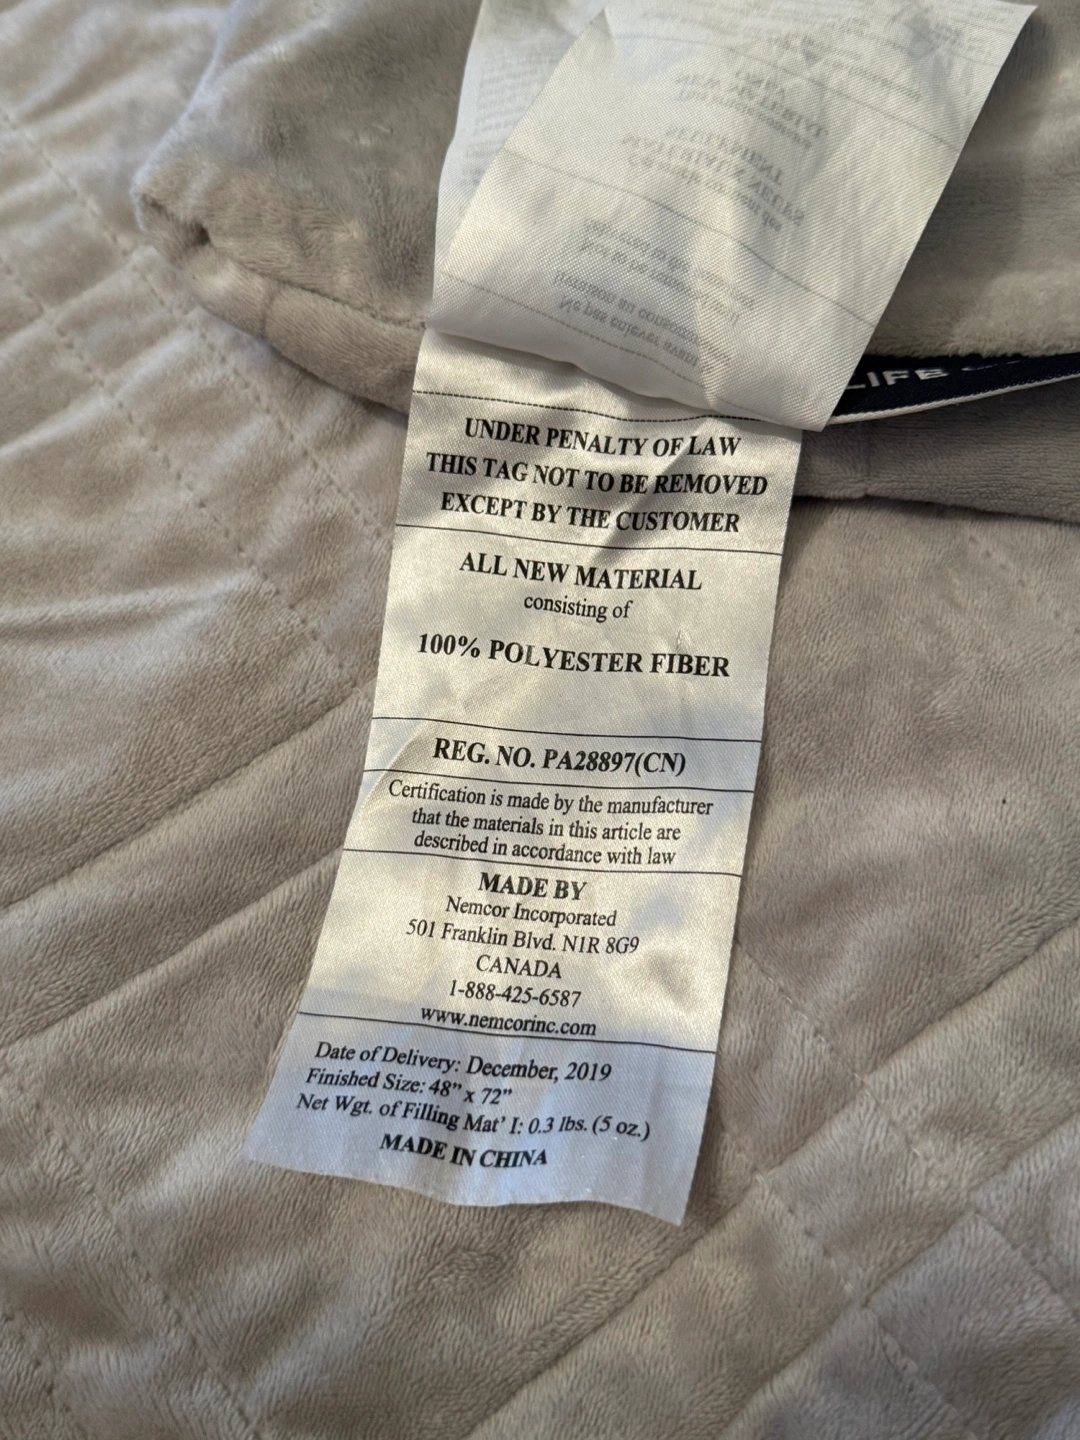 LIFE
UNDER PENALTY OF LAW
THIS TAG NOT TO BE REMOVED
EXCEPT BY THE CUSTOMER
ALL NEW MATERIAL
consisting of
100% POLYESTER FIBER
REG. NO. PA28897(CN)
Certification is made by the manufacturer
that the materials in this article are
described in accordance with law
MADE BY
Nemcor Incorporated
501 Franklin Blvd. N1R 8G9
CANADA
1-888-425-6587
www.nemcorinc.com
Date of Delivery: December, 2019
Finished Size: 48" x 72"
Net Wgt. of Filling Mat' I: 0.3 lbs. (5 oz.)
MADE IN CHINA